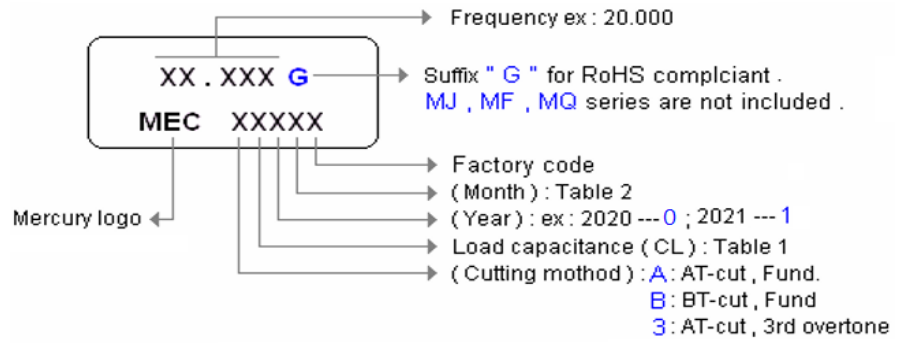 Frequency ex : 20.000
XX . XXX G
Suffix " G " for RoHS complciant .
MJ , MF , MQ series are not included .
MEC XXXXX
Factory code
( Month ) : Table 2
Mercury logo
( Year ) : ex : 2020 --- 0 ; 2021 --- 1
Load capacitance ( CL ) : Table 1
( Cutting mothod ) : A : AT-cut , Fund.
B : BT-cut , Fund
3 : AT-cut , 3rd overtone